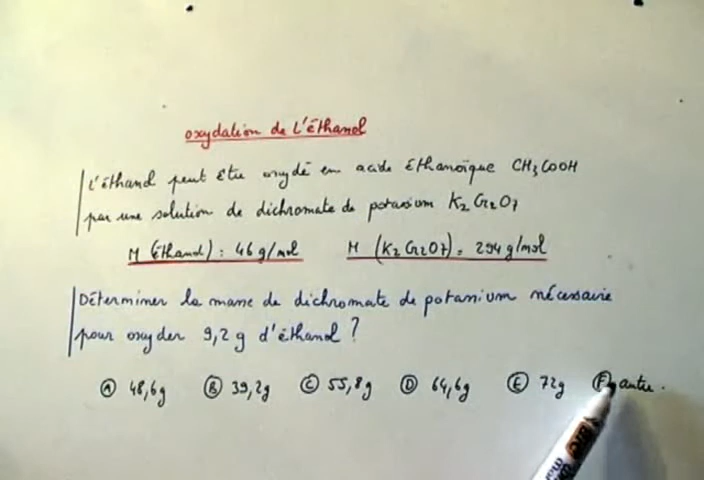 oxydation de l'éthanol
L'éthanol peut être oxydé en acide éthanoïque CH3COOH
par une solution de dichromate de potassium K2Cr2O7
M (éthanol) : 46 g/mol M (K2Cr2O7) = 294 g/mol
Déterminer la masse de dichromate de potassium nécessaire
pour oxyder 9,2 g d'éthanol ?
A 48,6g B 39,2g C 55,8g D 64,6g E 72g F autre.
BIC